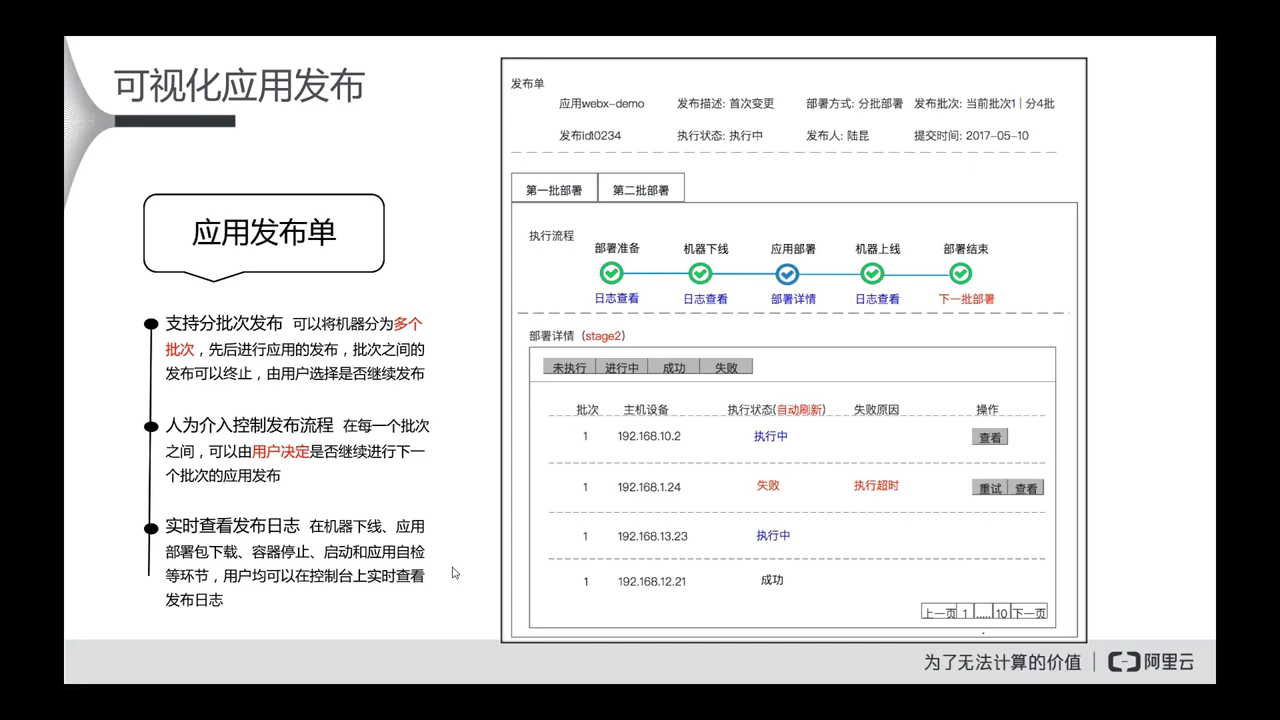 可视化应用发布
应用发布单
支持分批次发布 可以将机器分为多个
批次，先后进行应用的发布，批次之间的
发布可以终止，由用户选择是否继续发布
人为介入控制发布流程 在每一个批次
之间，可以由用户决定是否继续进行下一
个批次的应用发布
实时查看发布日志 在机器下线、应用
部署包下载、容器停止、启动和应用自检
等环节，用户均可以在控制台上实时查看
发布日志
发布单
应用webx-demo 发布描述: 首次变更 部署方式: 分批部署 发布批次: 当前批次1 | 分4批
发布id10234 执行状态: 执行中 发布人: 陆昆 提交时间: 2017-05-10
第一批部署 第二批部署
执行流程
部署准备 机器下线 应用部署 机器上线 部署结束
日志查看 日志查看 部署详情 日志查看 下一批部署
部署详情（stage2）
未执行 进行中 成功 失败
批次 主机设备 执行状态(自动刷新) 失败原因 操作
1 192.168.10.2 执行中 查看
1 192.168.1.24 失败 执行超时 重试 查看
1 192.168.13.23 执行中
1 192.168.12.21 成功
上一页 1 ..... 10 下一页
为了无法计算的价值 | 阿里云